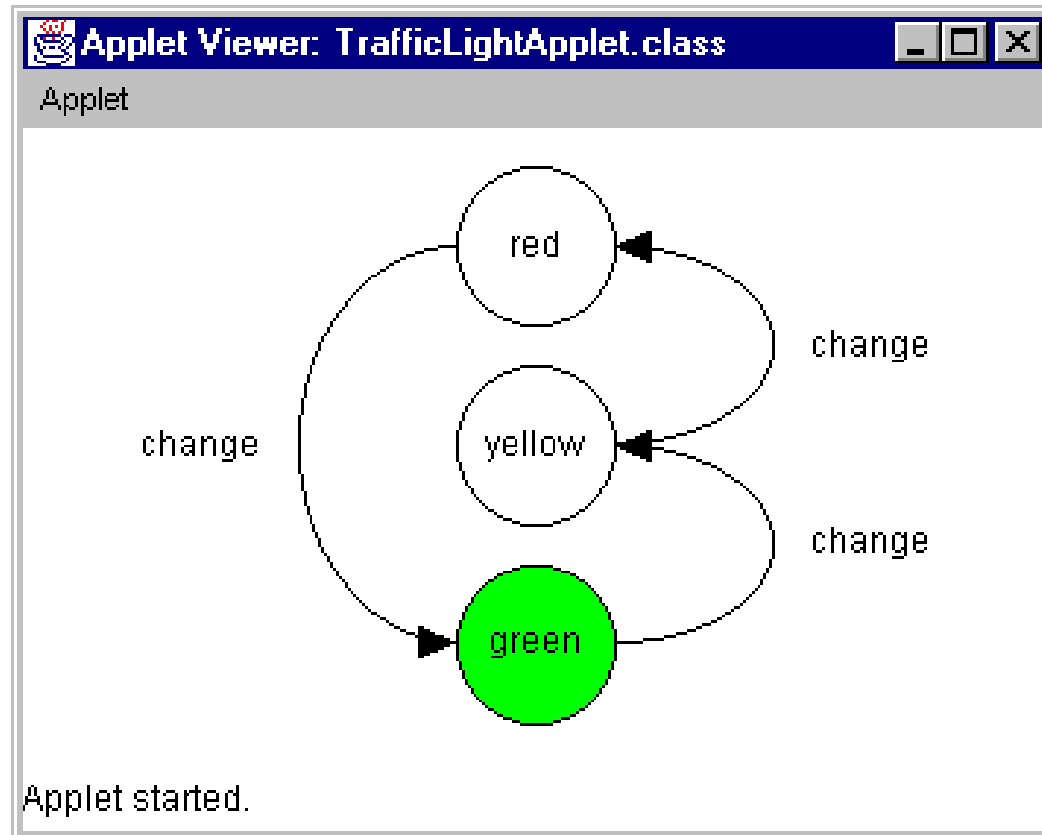 Applet Viewer: TrafficLightApplet.class
Applet
red
change
change
yellow
change
green
Applet started.